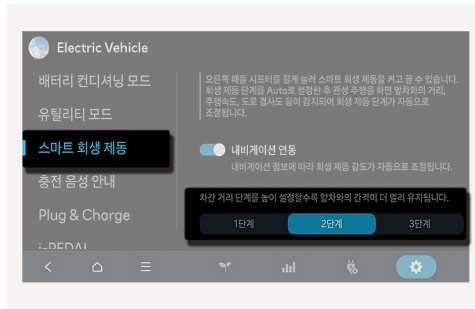 Electric Vehicle
배터리 컨디셔닝 모드
유틸리티 모드
스마트 회생 제동
충전 음성 안내
Plug & Charge
i-PEDAL
오른쪽 패들 시프터를 길게 눌러 스마트 회생 제동을 켜고 끌 수 있습니다.
회생 제동 단계를 Auto로 설정한 후 관성 주행을 하면 앞차와의 거리,
주행속도, 도로 경사도 등이 감지되어 회생 제동 단계가 자동으로
조절됩니다.
내비게이션 연동
내비게이션 정보에 따라 회생 제동 강도가 자동으로 조절됩니다.
차간 거리 단계를 높이 설정할수록 앞차와의 간격이 더 멀리 유지됩니다.
1단계 2단계 3단계